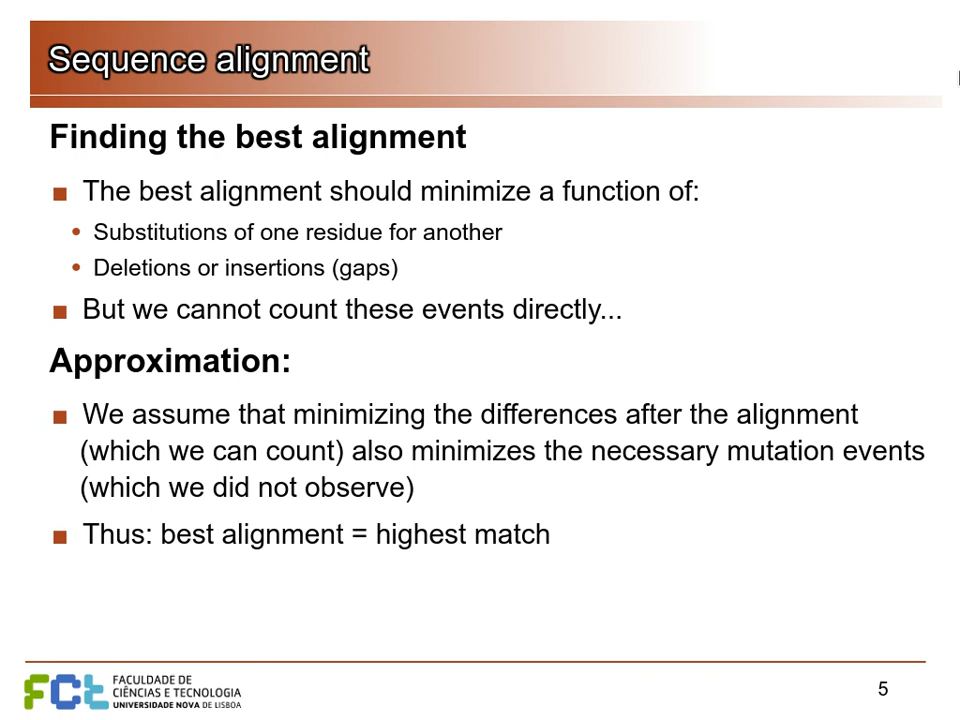 Sequence alignment
Finding the best alignment
The best alignment should minimize a function of:
Substitutions of one residue for another
Deletions or insertions (gaps)
But we cannot count these events directly...
Approximation:
We assume that minimizing the differences after the alignment
(which we can count) also minimizes the necessary mutation events
(which we did not observe)
Thus: best alignment = highest match
FCt
FACULDADE DE
CIÊNCIAS E TECNOLOGIA
UNIVERSIDADE NOVA DE LISBOA
5